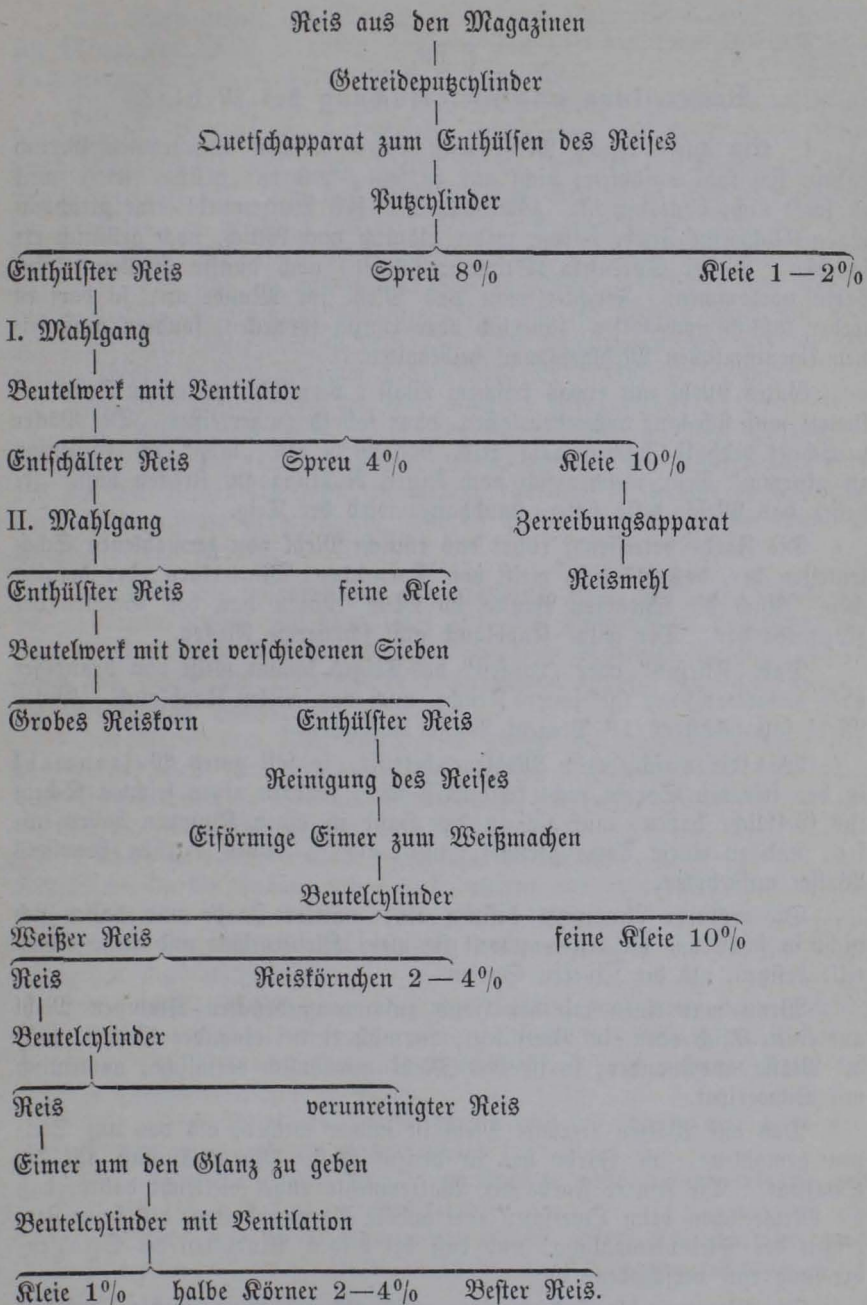 Reis aus den Magazinen
Getreideputzcylinder
Quetschapparat zum Enthülsen des Reises
Putzcylinder
Enthülster Reis Spreu 8% Kleie 1—2%
I. Mahlgang
Beutelwerk mit Ventilator
Entschälter Reis Spreu 4% Kleie 10%
II. Mahlgang Zerreibungsapparat
Enthülster Reis feine Kleie Reismehl
Beutelwerk mit drei verschiedenen Sieben
Grobes Reiskorn Enthülster Reis
Reinigung des Reises
Eiförmige Eimer zum Weißmachen
Beutelcylinder
Weißer Reis feine Kleie 10%
Reis Reiskörnchen 2—4%
Beutelcylinder
Reis verunreinigter Reis
Eimer um den Glanz zu geben
Beutelcylinder mit Ventilation
Kleie 1% halbe Körner 2—4% Bester Reis.